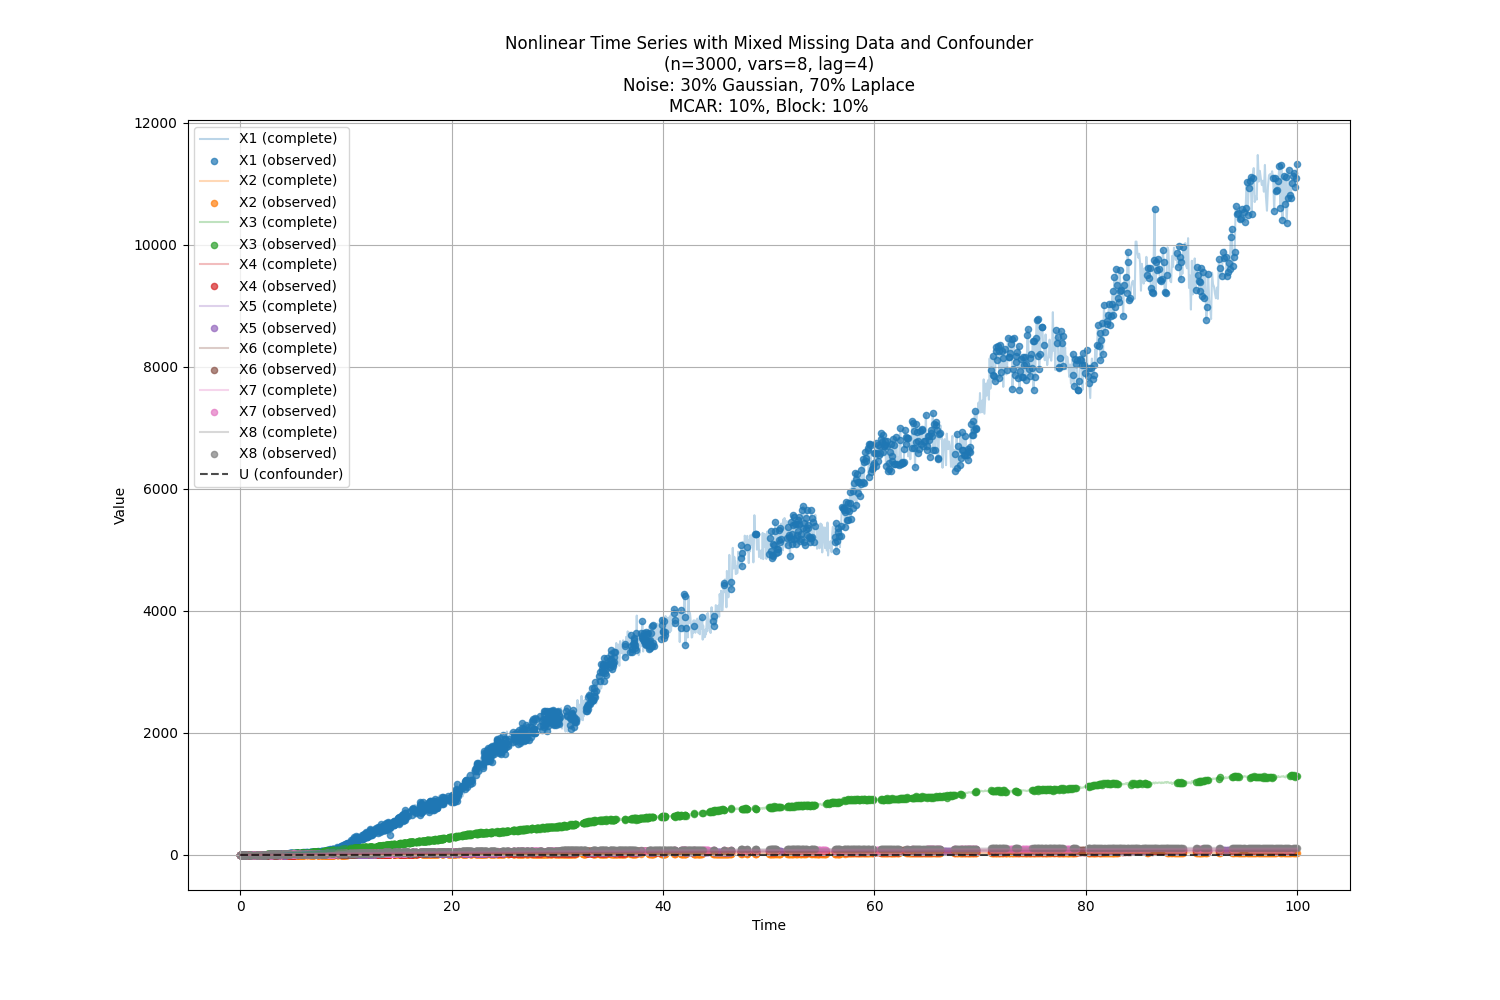 Nonlinear Time Series with Mixed Missing Data and Confounder
(n=3000, vars=8, lag=4)
Noise: 30% Gaussian, 70% Laplace
MCAR: 10%, Block: 10%
12000
10000
8000
6000
4000
2000
0
Value
X1 (complete)
X1 (observed)
X2 (complete)
X2 (observed)
X3 (complete)
X3 (observed)
X4 (complete)
X4 (observed)
X5 (complete)
X5 (observed)
X6 (complete)
X6 (observed)
X7 (complete)
X7 (observed)
X8 (complete)
X8 (observed)
U (confounder)
0 20 40 60 80 100
Time